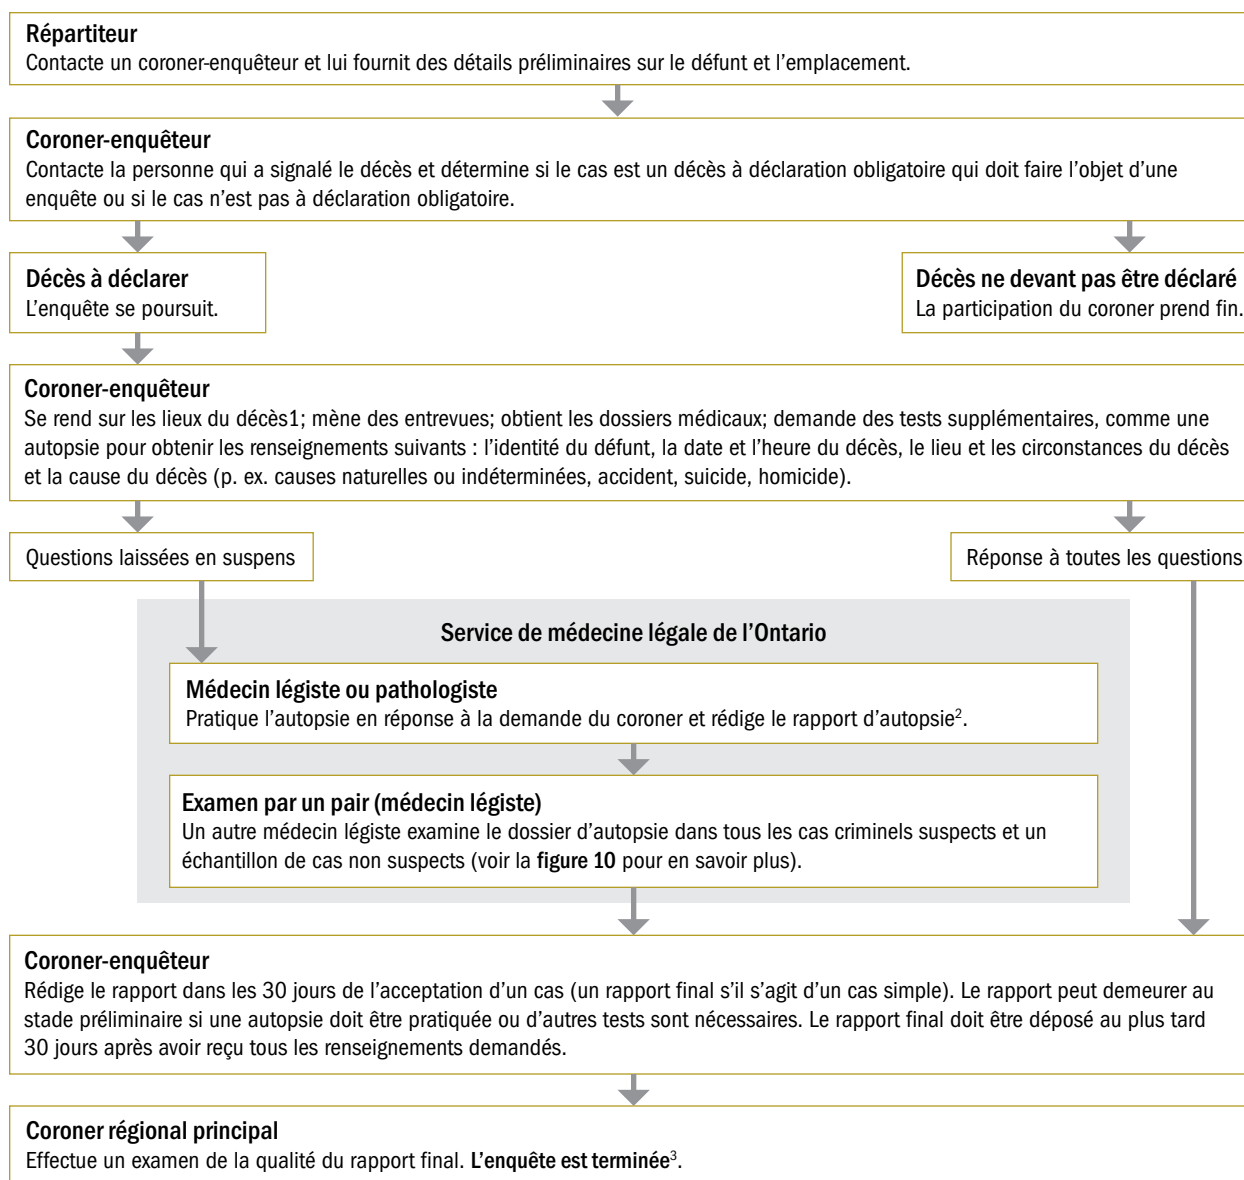 Répartiteur
Contacte un coroner-enquêteur et lui fournit des détails préliminaires sur le défunt et l'emplacement.
Coroner-enquêteur
Contacte la personne qui a signalé le décès et détermine si le cas est un décès à déclaration obligatoire qui doit faire l'objet d'une
enquête ou si le cas n'est pas à déclaration obligatoire.
Décès à déclarer
L'enquête se poursuit.
Décès ne devant pas être déclaré
La participation du coroner prend fin.
Coroner-enquêteur
Se rend sur les lieux du décès1; mène des entrevues; obtient les dossiers médicaux; demande des tests supplémentaires, comme une
autopsie pour obtenir les renseignements suivants : l'identité du défunt, la date et l'heure du décès, le lieu et les circonstances du décès
et la cause du décès (p. ex. causes naturelles ou indéterminées, accident, suicide, homicide).
Questions laissées en suspens
Réponse à toutes les questions
Service de médecine légale de l'Ontario
Médecin légiste ou pathologiste
Pratique l'autopsie en réponse à la demande du coroner et rédige le rapport d'autopsie².
Examen par un pair (médecin légiste)
Un autre médecin légiste examine le dossier d'autopsie dans tous les cas criminels suspects et un
échantillon de cas non suspects (voir la figure 10 pour en savoir plus).
Coroner-enquêteur
Rédige le rapport dans les 30 jours de l'acceptation d'un cas (un rapport final s'il s'agit d'un cas simple). Le rapport peut demeurer au
stade préliminaire si une autopsie doit être pratiquée ou d'autres tests sont nécessaires. Le rapport final doit être déposé au plus tard
30 jours après avoir reçu tous les renseignements demandés.
Coroner régional principal
Effectue un examen de la qualité du rapport final. L'enquête est terminée³.